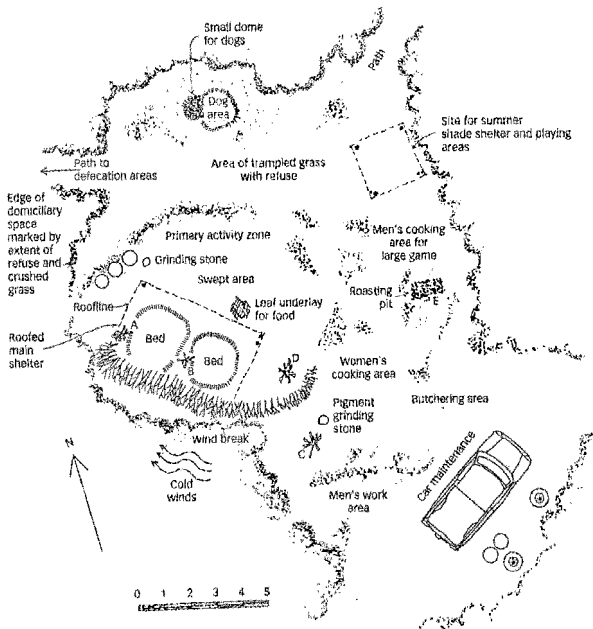 Small dome
for dogs
Path
Dog
area
Site for summer
shade shelter and playing
areas
Path to
defecation areas
Area of trampled grass
with refuse
Edge of
domiciliary
space
marked by
extent of
refuse and
crushed
grass
Primary activity zone
Men's cooking
area for
large game
Grinding stone
Swept area
Roasting
pit
E
Roofline
Leaf underlay
for food
Roofed
main
shelter
A
Bed
Bed
D
Women's
cooking area
Butchering area
Pigment
grinding
stone
Wind break
C
N
Cold
winds
Men's work
area
Car maintenance
0 1 2 3 4 5